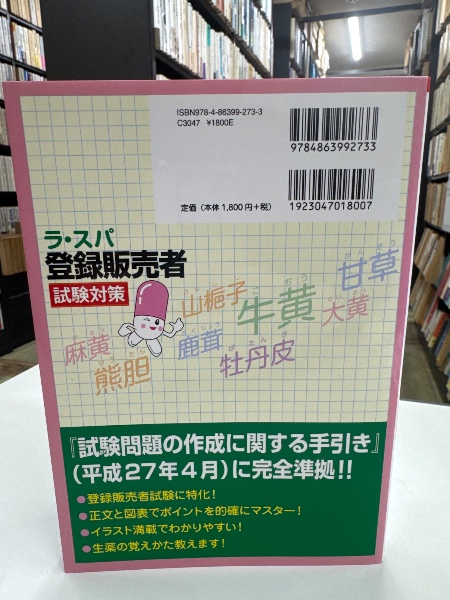 ISBN978-4-86399-273-3
C3047 ¥1800E
9784863992733
定価（本体1,800円+税）
1923047018007
ラ・スパ
登録販売者
試験対策
甘草
山梔子
牛黄
大黄
麻黄
鹿茸
熊胆
牡丹皮
『試験問題の作成に関する手引き』
（平成27年4月）に完全準拠!!
●登録販売者試験に特化！
●正文と図表でポイントを的確にマスター！
●イラスト満載でわかりやすい！
●生薬の覚えかた教えます！